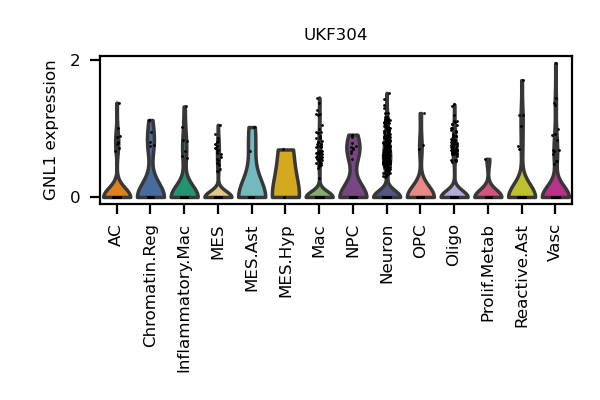 UKF304
GNL1 expression
2
0
AC
Chromatin.Reg
Inflammatory.Mac
MES
MES.Ast
MES.Hyp
Mac
NPC
Neuron
OPC
Oligo
Prolif.Metab
Reactive.Ast
Vasc